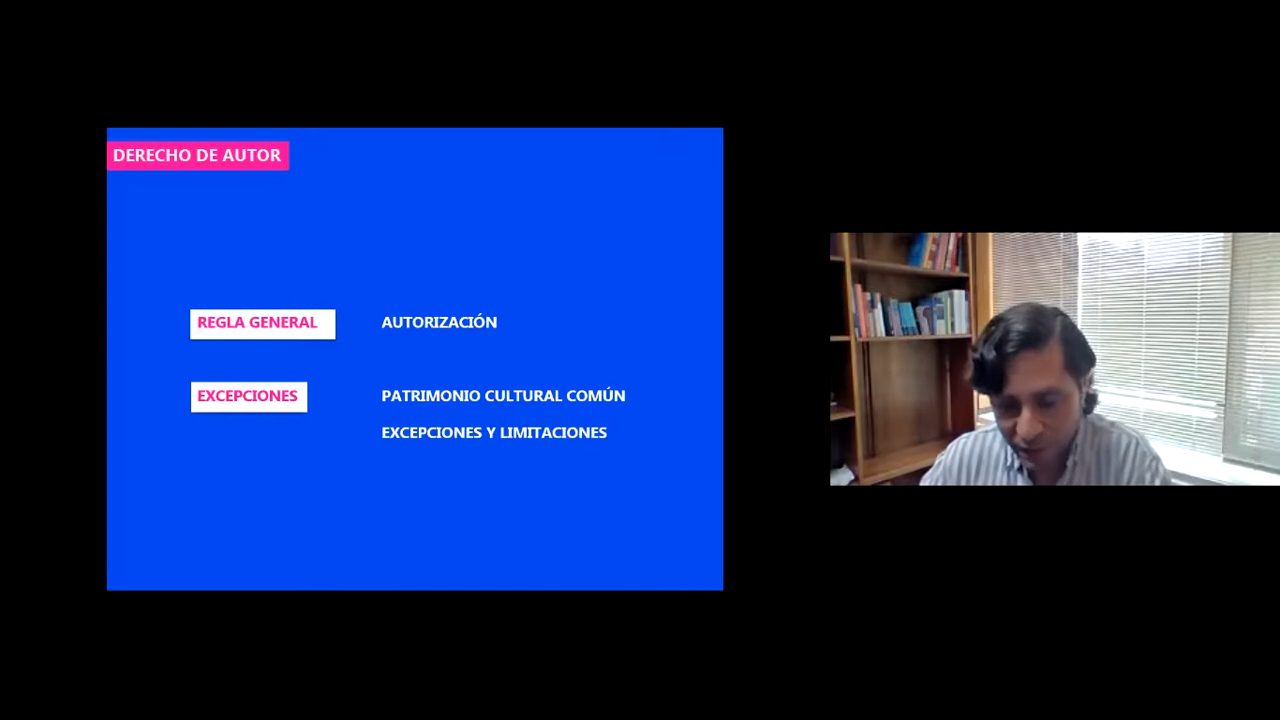 DERECHO DE AUTOR
REGLA GENERAL AUTORIZACIÓN
EXCEPCIONES PATRIMONIO CULTURAL COMÚN
EXCEPCIONES Y LIMITACIONES